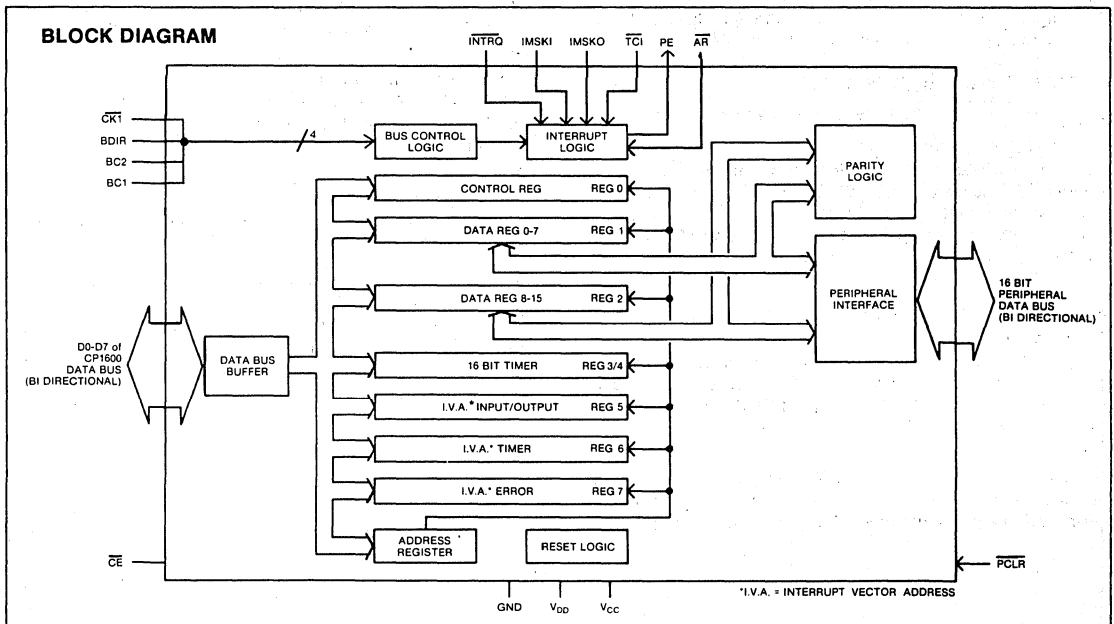 BLOCK DIAGRAM
INTRQ IMSKI IMSKO TCI PE AR
CK1
BDIR
BC2
BC1
4
BUS CONTROL
LOGIC
INTERRUPT
LOGIC
PARITY
LOGIC
CONTROL REG REG 0
DATA REG 0-7 REG 1
DATA REG 8-15 REG 2
PERIPHERAL
INTERFACE
16 BIT
PERIPHERAL
DATA BUS
(BI DIRECTIONAL)
D0-D7 of
CP1600
DATA BUS
(BI DIRECTIONAL)
DATA BUS
BUFFER
16 BIT TIMER REG 3/4
I.V.A.* INPUT/OUTPUT REG 5
I.V.A.* TIMER REG 6
I.V.A.* ERROR REG 7
ADDRESS
REGISTER
RESET LOGIC
CE
PCLR
GND VDD VCC
*I.V.A. = INTERRUPT VECTOR ADDRESS